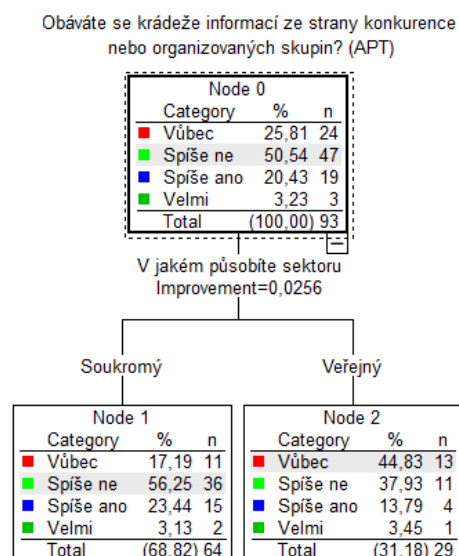 Obáváte se krádeže informací ze strany konkurence
nebo organizovaných skupin? (APT)
Node 0
Category % n
Vůbec 25,81 24
Spíše ne 50,54 47
Spíše ano 20,43 19
Velmi 3,23 3
Total (100,00) 93
V jakém působíte sektoru
Improvement=0,0256
Soukromý
Veřejný
Node 1
Category % n
Vůbec 17,19 11
Spíše ne 56,25 36
Spíše ano 23,44 15
Velmi 3,13 2
Total (68,82) 64
Node 2
Category % n
Vůbec 44,83 13
Spíše ne 37,93 11
Spíše ano 13,79 4
Velmi 3,45 1
Total (31,18) 29